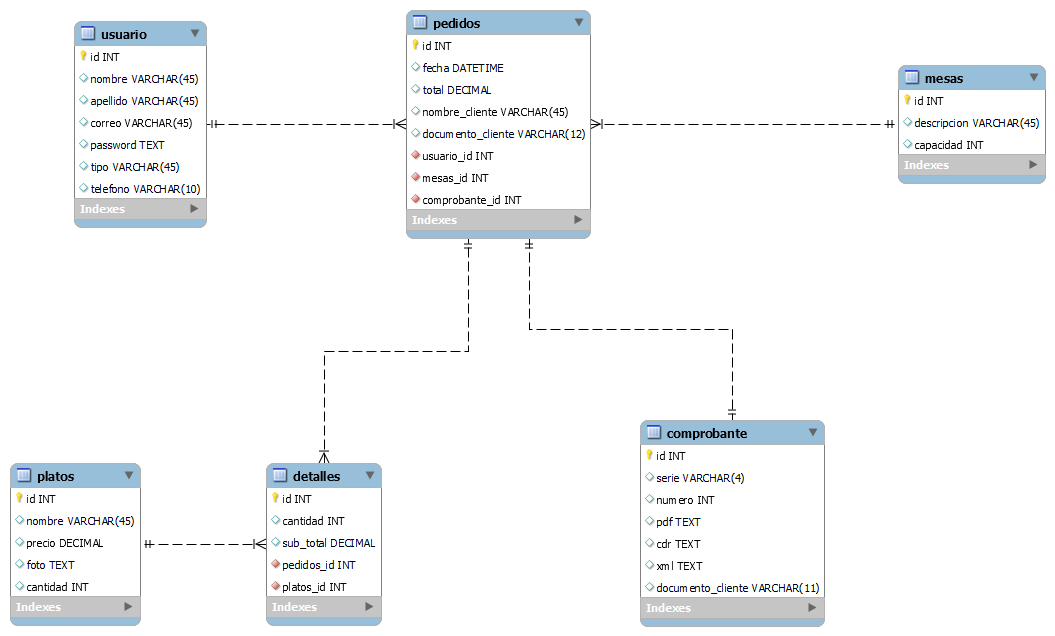 usuario
id INT
nombre VARCHAR(45)
apellido VARCHAR(45)
correo VARCHAR(45)
password TEXT
tipo VARCHAR(45)
telefono VARCHAR(10)
Indexes
pedidos
id INT
fecha DATETIME
total DECIMAL
nombre_cliente VARCHAR(45)
documento_cliente VARCHAR(12)
usuario_id INT
mesas_id INT
comprobante_id INT
Indexes
mesas
id INT
descripcion VARCHAR(45)
capacidad INT
Indexes
platos
id INT
nombre VARCHAR(45)
precio DECIMAL
foto TEXT
cantidad INT
Indexes
detalles
id INT
cantidad INT
sub_total DECIMAL
pedidos_id INT
platos_id INT
Indexes
comprobante
id INT
serie VARCHAR(4)
numero INT
pdf TEXT
cdr TEXT
xml TEXT
documento_cliente VARCHAR(11)
Indexes